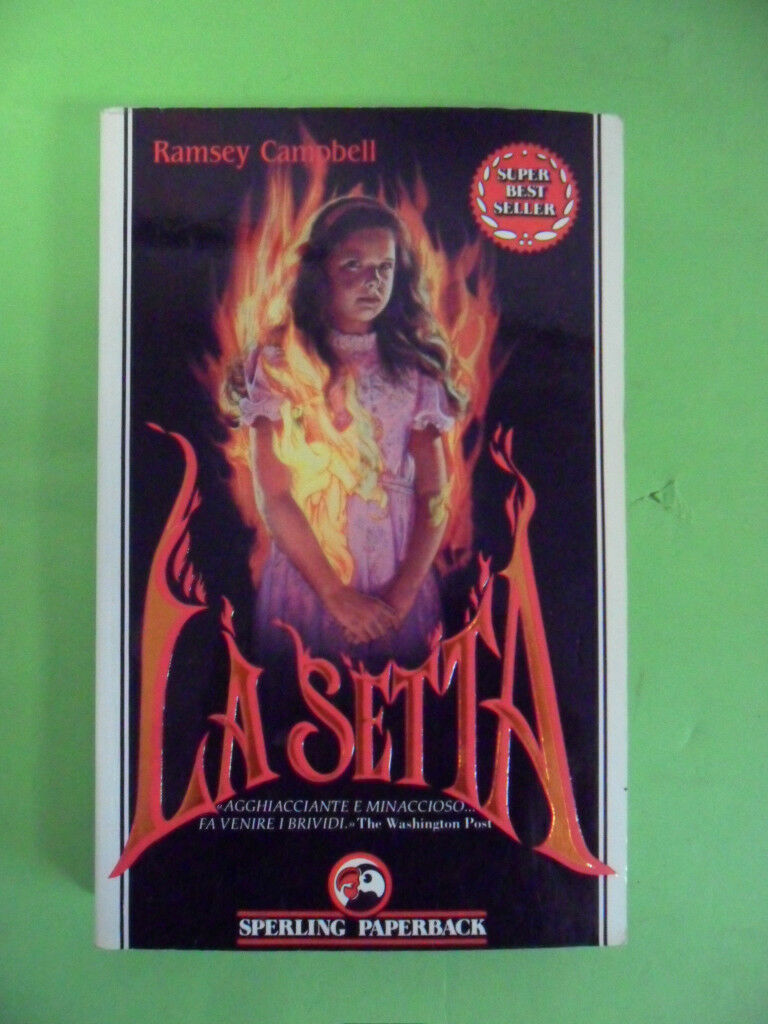 Ramsey Campbell
SUPER
BEST
SELLER
LA SETTA
«AGGHIACCIANTE E MINACCIOSO...
FA VENIRE I BRIVIDI.» The Washington Post
SPERLING PAPERBACK